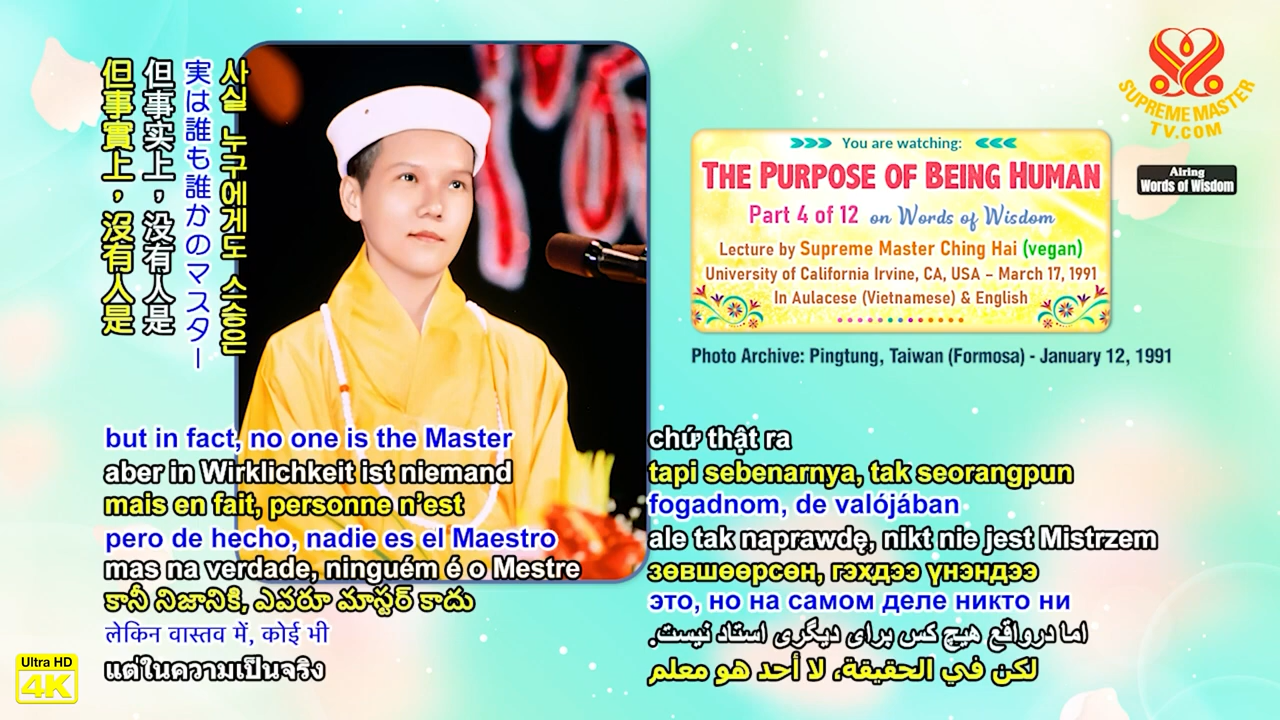 但事實上，沒有人是
但事实上，没有人是
実は誰も誰かのマスター
사실 누구에게도 스승은
SUPREME MASTER
TV.COM
Airing
Words of Wisdom
You are watching:
THE PURPOSE OF BEING HUMAN
Part 4 of 12 on Words of Wisdom
Lecture by Supreme Master Ching Hai (vegan)
University of California Irvine, CA, USA – March 17, 1991
In Aulacese (Vietnamese) & English
Photo Archive: Pingtung, Taiwan (Formosa) - January 12, 1991
but in fact, no one is the Master
aber in Wirklichkeit ist niemand
mais en fait, personne n’est
pero de hecho, nadie es el Maestro
mas na verdade, ninguém é o Mestre
కానీ నిజానికి, ఎవరూ మాస్టర్ కాదు
लेकिन वास्तव में, कोई भी
แต่ในความเป็นจริง
chứ thật ra
tapi sebenarnya, tak seorangpun
fogadnom, de valójában
ale tak naprawdę, nikt nie jest Mistrzem
зөвшөөрсөн, гэхдээ үнэндээ
это, но на самом деле никто ни
اما درواقع هیچ کس برای دیگری استاد نیست.
لكن في الحقيقة، لا أحد هو معلم
Ultra HD
4K